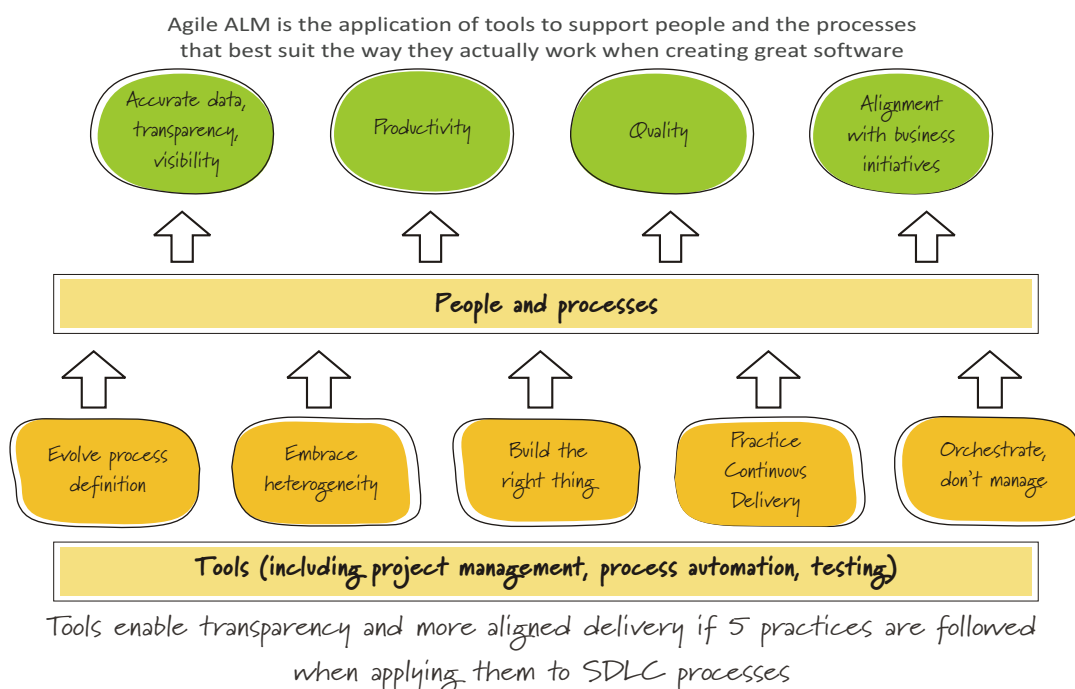 Agile ALM is the application of tools to support people and the processes
that best suit the way they actually work when creating great software
Accurate data,
transparency,
visibility
Productivity
Quality
Alignment
with business
initiatives
People and processes
Evolve process
definition
Embrace
heterogeneity
Build the
right thing
Practice
Continuous
Delivery
Orchestrate,
don't manage
Tools (including project management, process automation, testing)
Tools enable transparency and more aligned delivery if 5 practices are followed
when applying them to SDLC processes